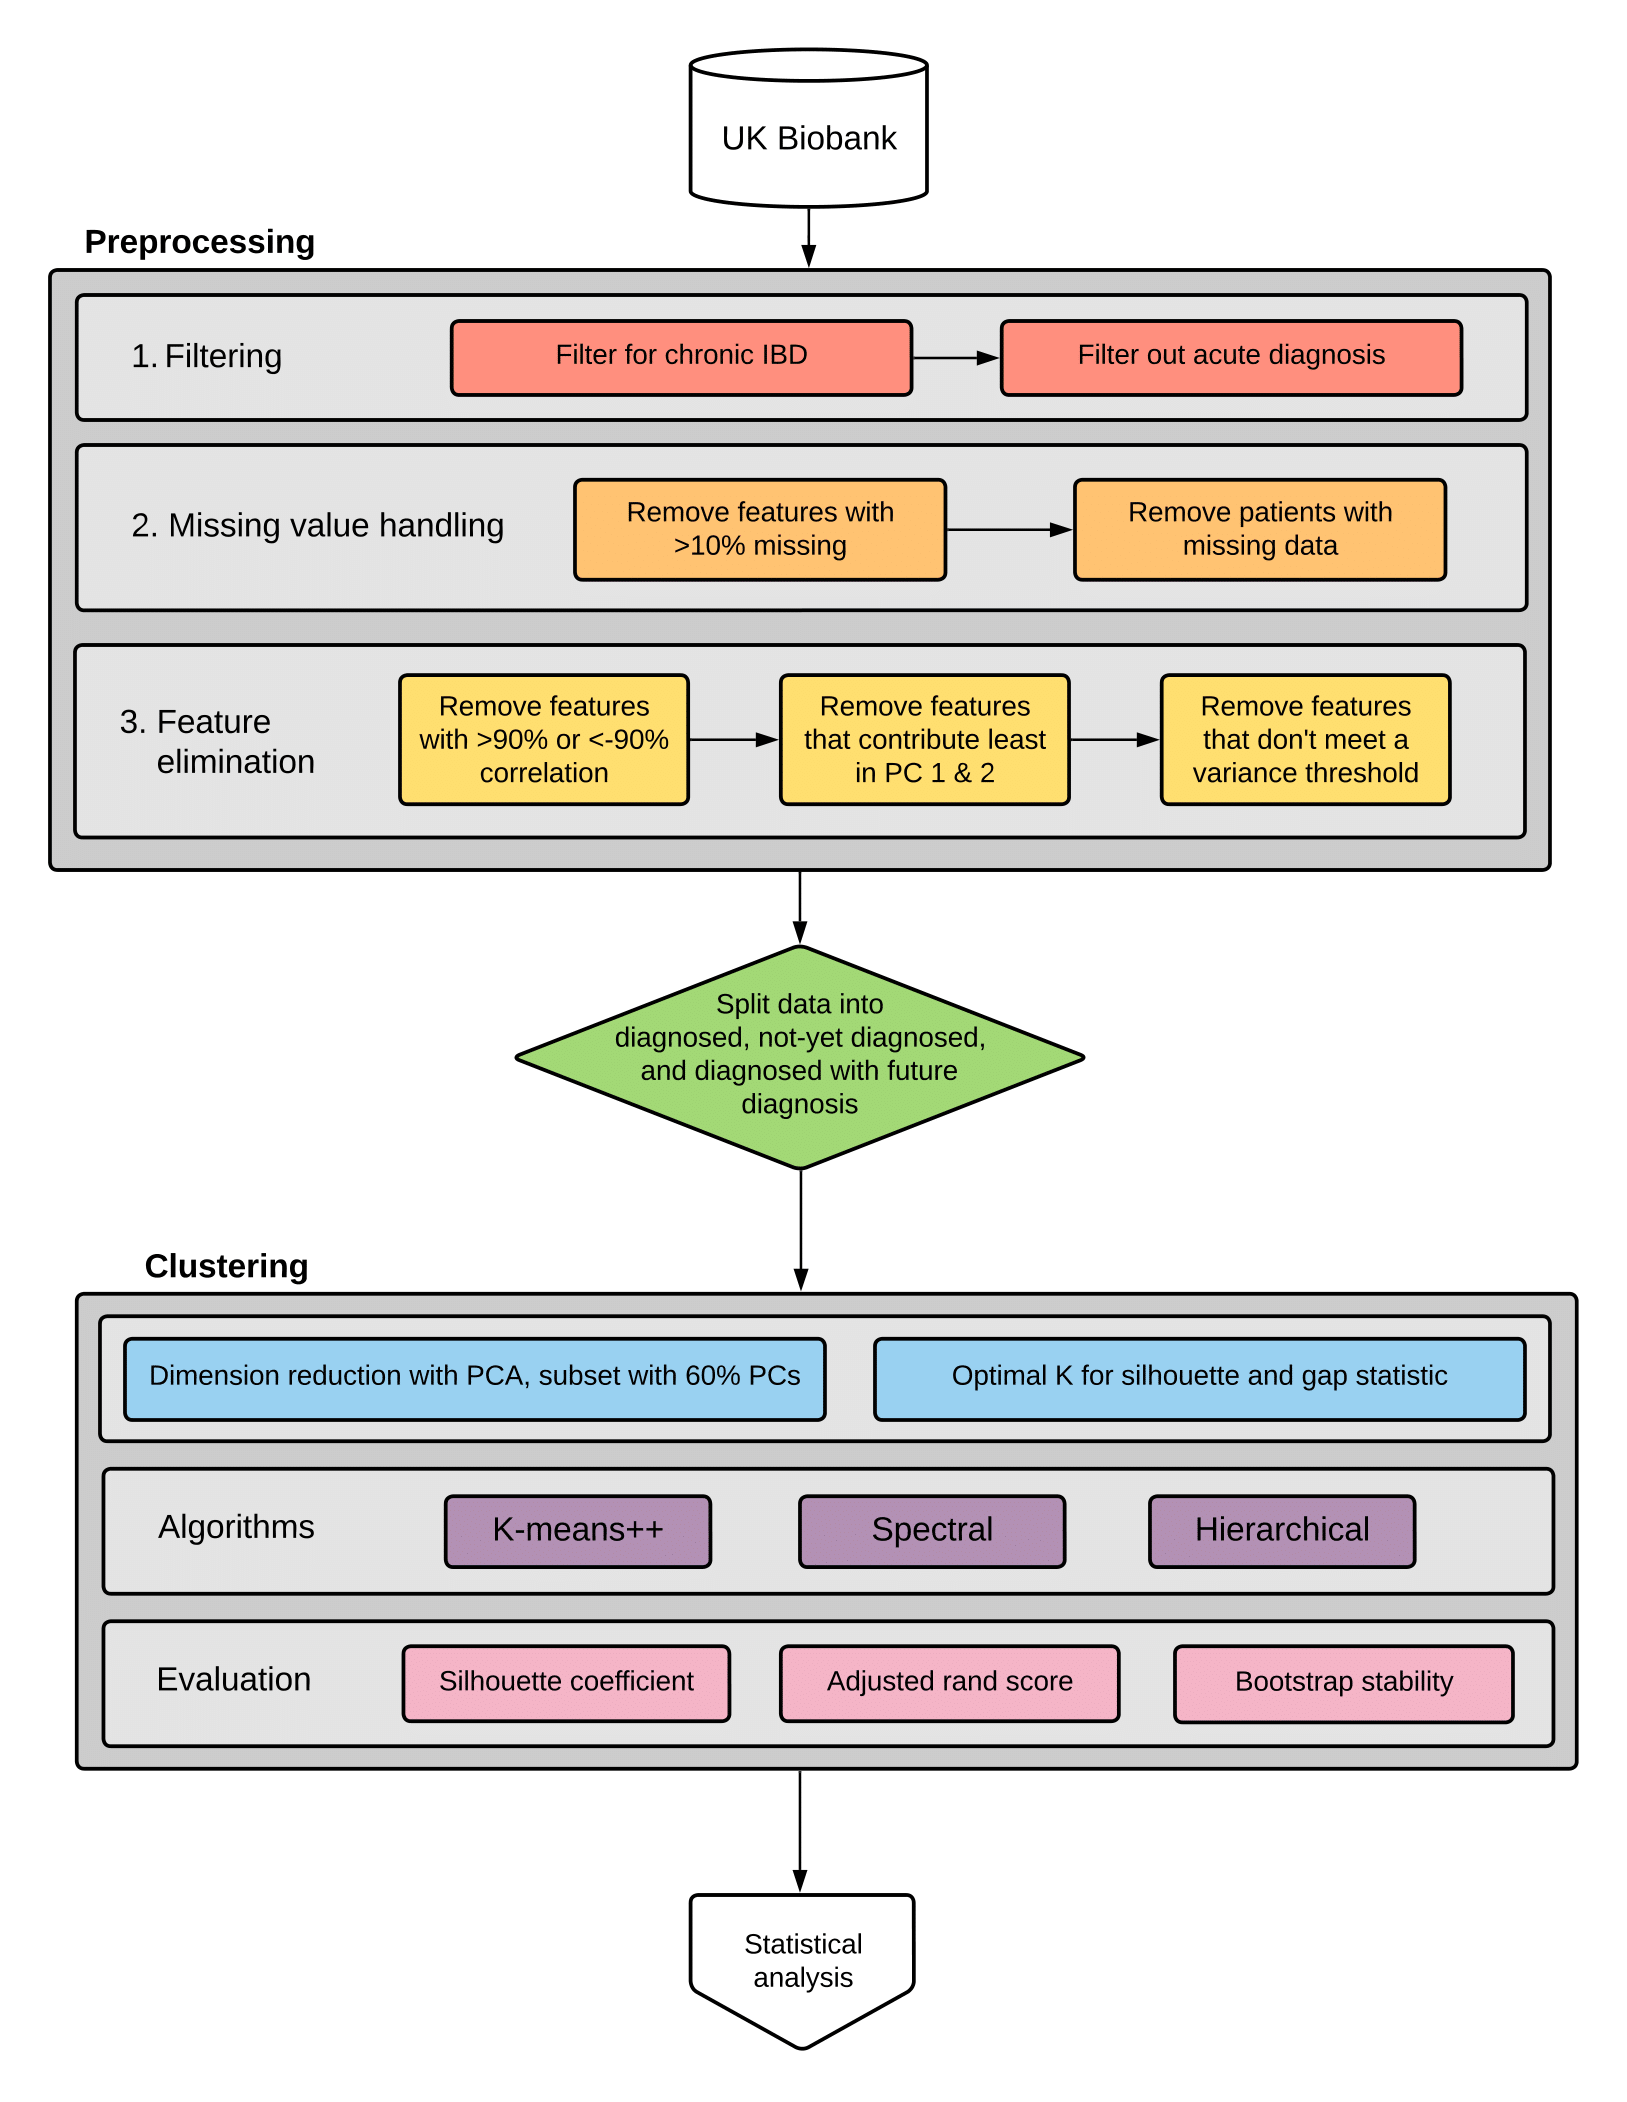 UK Biobank
Preprocessing
1. Filtering
Filter for chronic IBD
Filter out acute diagnosis
2. Missing value handling
Remove features with
>10% missing
Remove patients with
missing data
3. Feature
elimination
Remove features
with >90% or <-90%
correlation
Remove features
that contribute least
in PC 1 & 2
Remove features
that don't meet a
variance threshold
Split data into
diagnosed, not-yet diagnosed,
and diagnosed with future
diagnosis
Clustering
Dimension reduction with PCA, subset with 60% PCs
Optimal K for silhouette and gap statistic
Algorithms
K-means++
Spectral
Hierarchical
Evaluation
Silhouette coefficient
Adjusted rand score
Bootstrap stability
Statistical
analysis